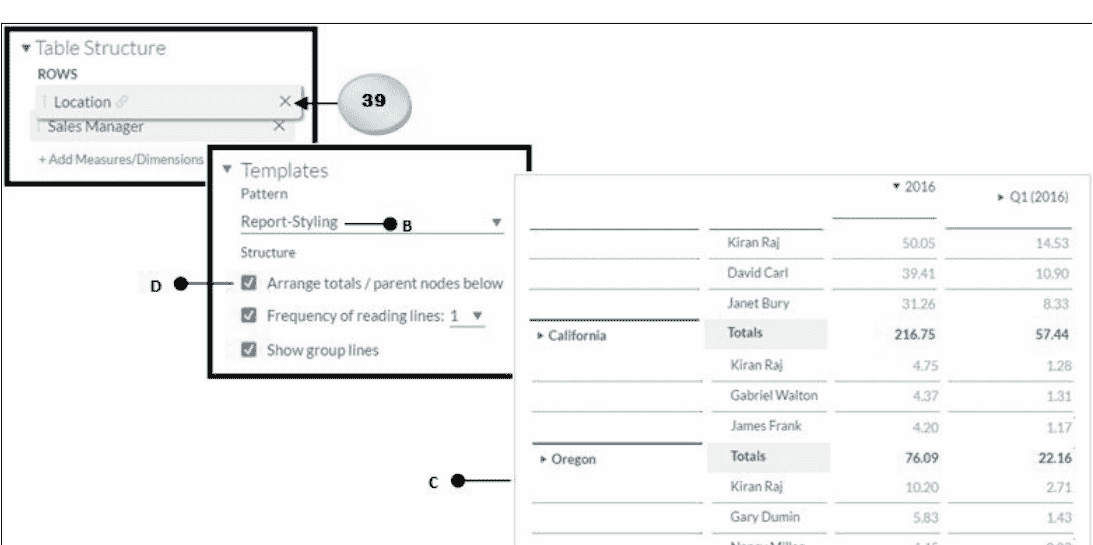 Table Structure
ROWS
Location
39
Sales Manager
+ Add Measures/Dimensions
Templates
Pattern
Report-Styling
B
Structure
D
Arrange totals / parent nodes below
Frequency of reading lines: 1
Show group lines
C
2016 Q1 (2016)
Kiran Raj 50.05 14.53
David Carl 39.41 10.90
Janet Bury 31.26 8.33
California Totals 216.75 57.44
Kiran Raj 4.75 1.28
Gabriel Walton 4.37 1.31
James Frank 4.20 1.17
Oregon Totals 76.09 22.16
Kiran Raj 10.20 2.71
Gary Dumin 5.83 1.43